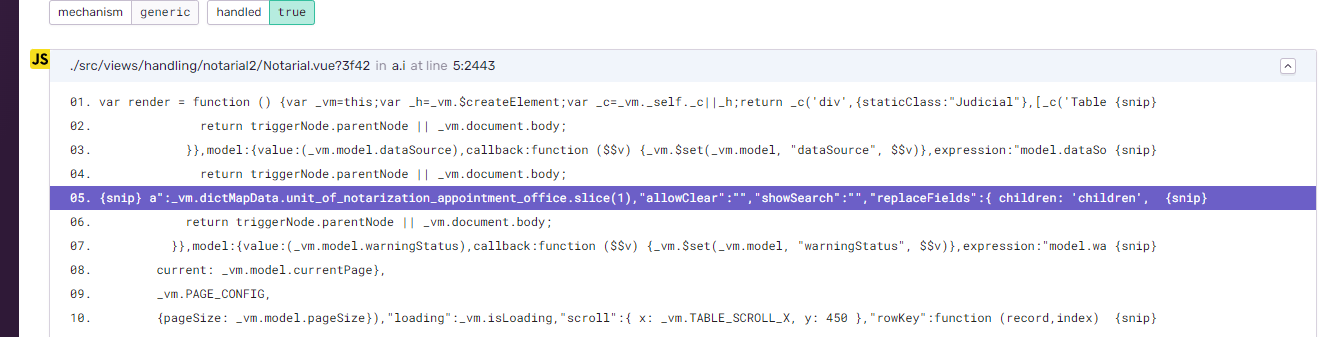 mechanism generic handled true
JS ./src/views/handling/notarial2/Notarial.vue?3f42 in a.i at line 5:2443
01. var render = function () {var _vm=this;var _h=_vm.$createElement;var _c=_vm._self._c||_h;return _c('div',{staticClass:"Judicial"},[_c('Table {snip}
02. return triggerNode.parentNode || _vm.document.body;
03. }},model:{value:(_vm.model.dataSource),callback:function ($$v) {_vm.$set(_vm.model, "dataSource", $$v)},expression:"model.dataSo {snip}
04. return triggerNode.parentNode || _vm.document.body;
05. {snip} a":_vm.dictMapData.unit_of_notarization_appointment_office.slice(1),"allowClear":"","showSearch":"","replaceFields":{ children: 'children', {snip}
06. return triggerNode.parentNode || _vm.document.body;
07. }},model:{value:(_vm.model.warningStatus),callback:function ($$v) {_vm.$set(_vm.model, "warningStatus", $$v)},expression:"model.wa {snip}
08. current: _vm.model.currentPage},
09. _vm.PAGE_CONFIG,
10. {pageSize: _vm.model.pageSize}),"loading":_vm.isLoading,"scroll":{ x: _vm.TABLE_SCROLL_X, y: 450 },"rowKey":function (record,index) {snip}